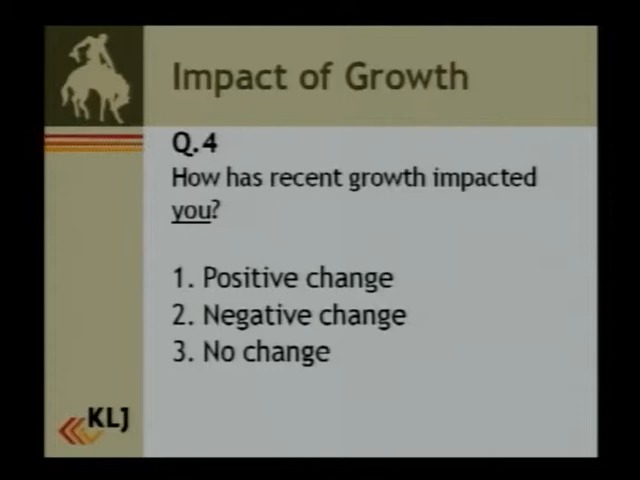 Impact of Growth
Q.4
How has recent growth impacted
you?
1. Positive change
2. Negative change
3. No change
KLJ